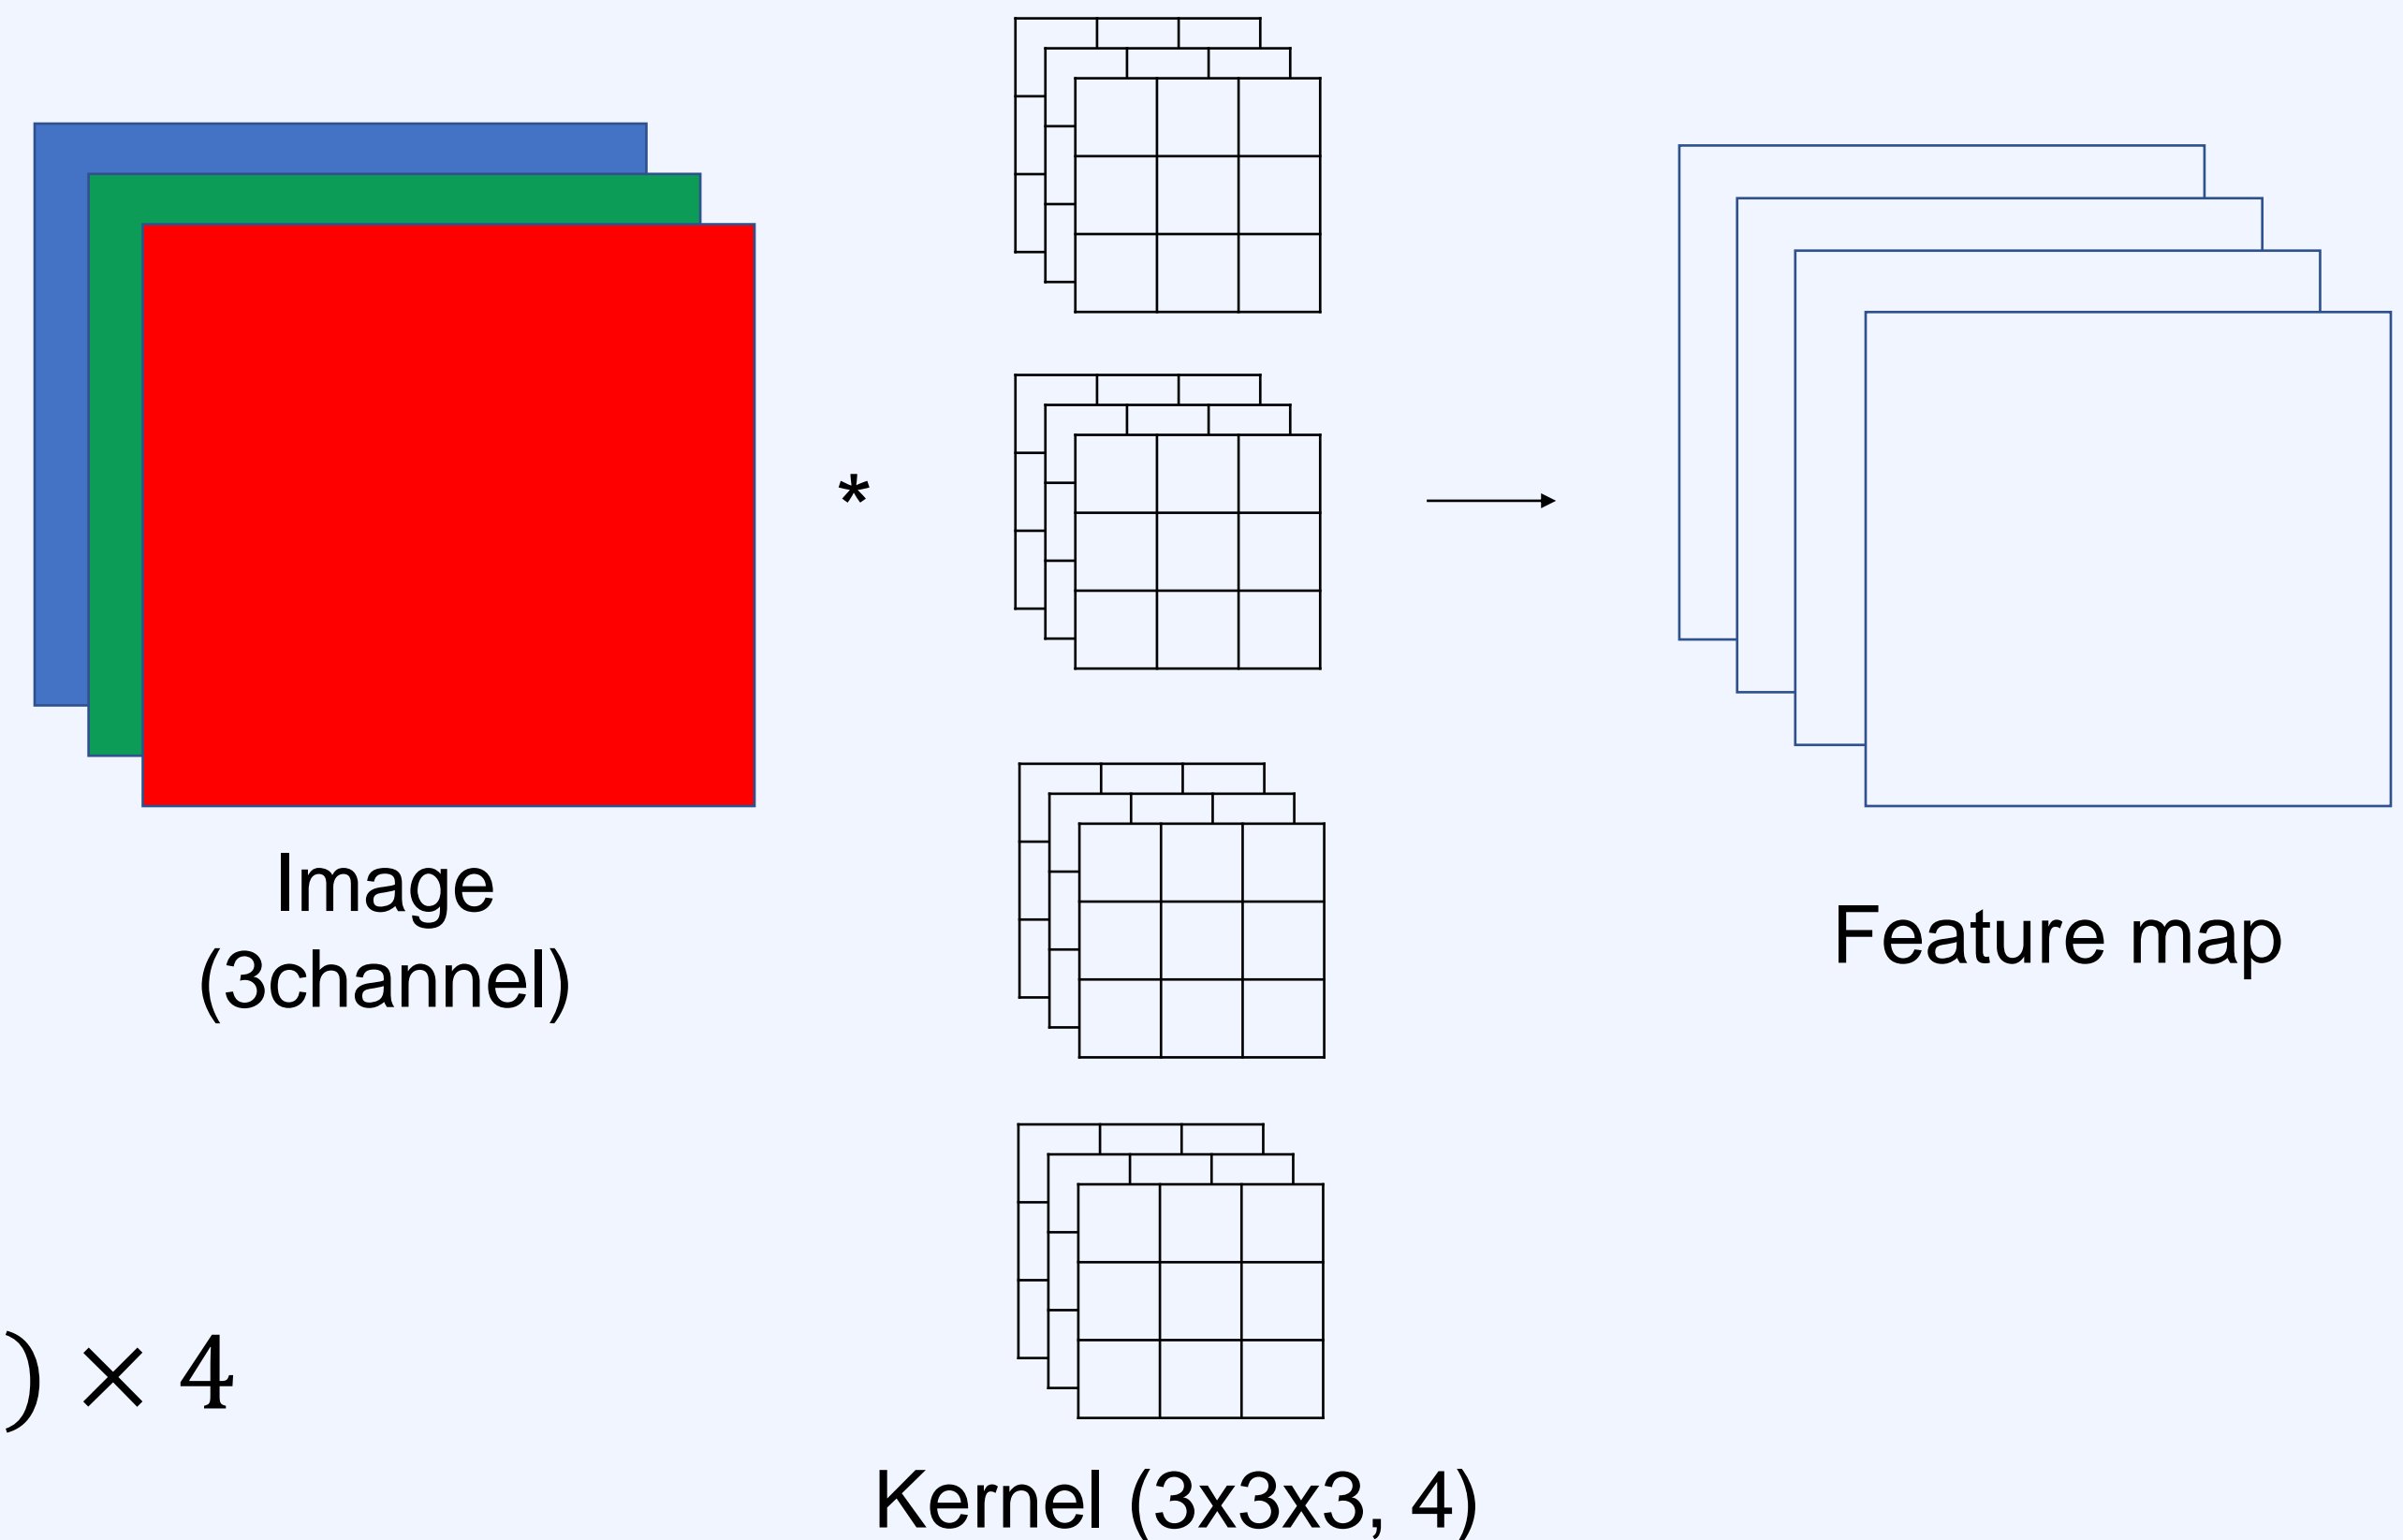 *
Image
(3channel)
Feature map
) × 4
Kernel (3x3x3, 4)